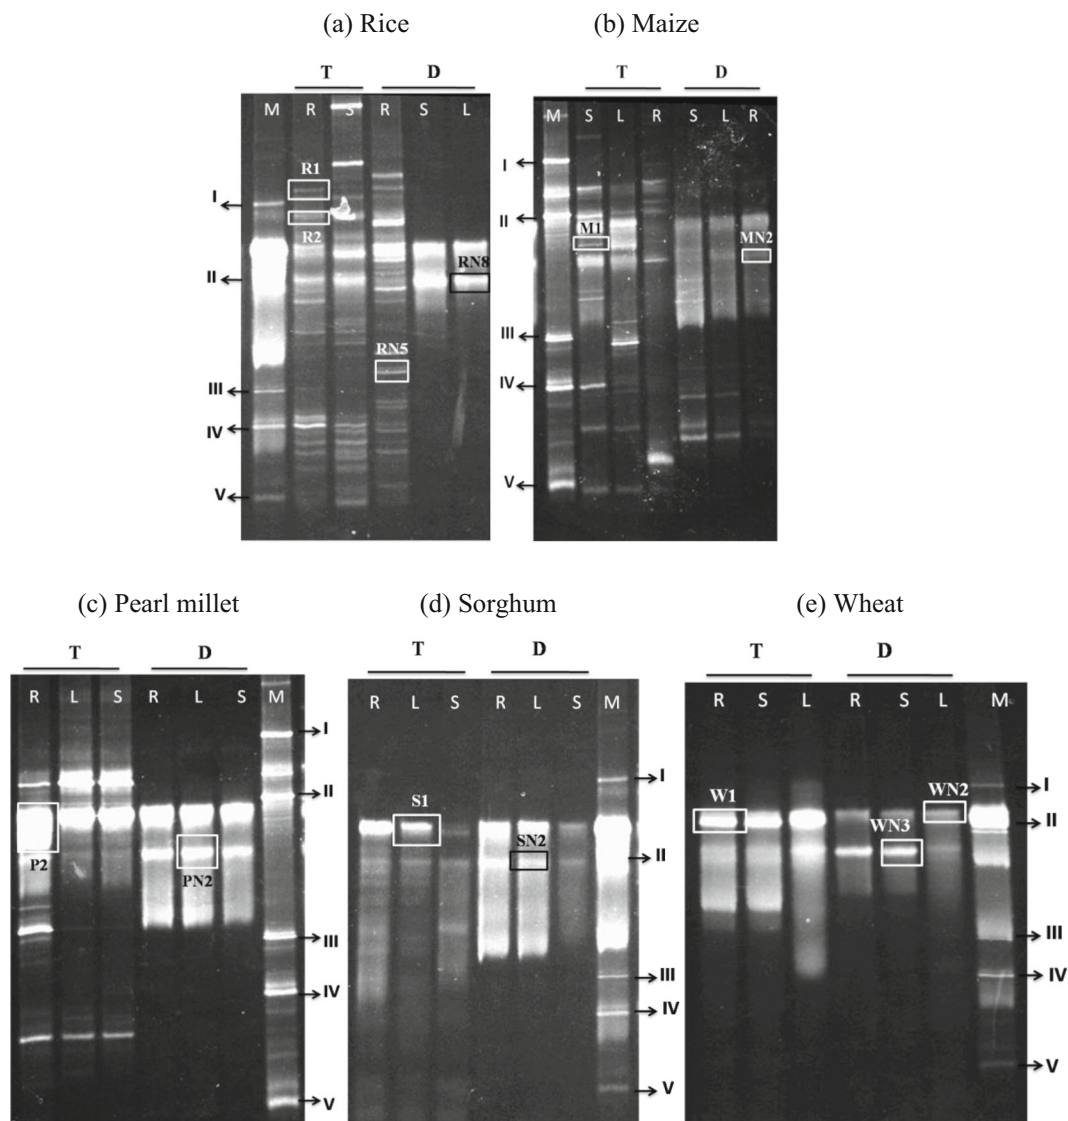 (a) Rice
(b) Maize
T D
M R S R S L
R1
I
R2
RN8
II
RN5
III
IV
V
T D
M S L R S L R
I
II
M1
MN2
III
IV
V
(c) Pearl millet
(d) Sorghum
(e) Wheat
T D
R L S R L S M
I
II
P2
PN2
III
IV
V
T D
R L S R L S M
I
S1
SN2
II
III
IV
V
T D
R S L R S L M
I
W1
WN2
II
WN3
III
IV
V